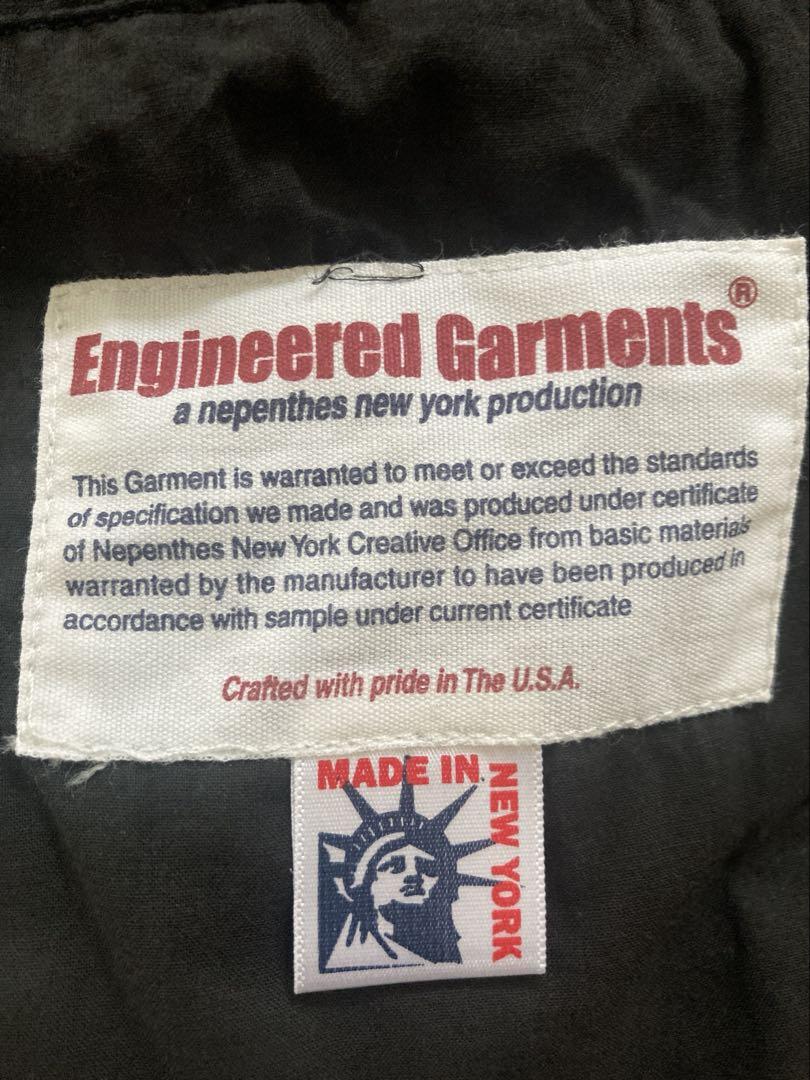 Engineered Garments®
a nepenthes new york production
This Garment is warranted to meet or exceed the standards
of specification we made and was produced under certificate
of Nepenthes New York Creative Office from basic materials
warranted by the manufacturer to have been produced in
accordance with sample under current certificate
Crafted with pride in The U.S.A.
MADE IN
NEW YORK